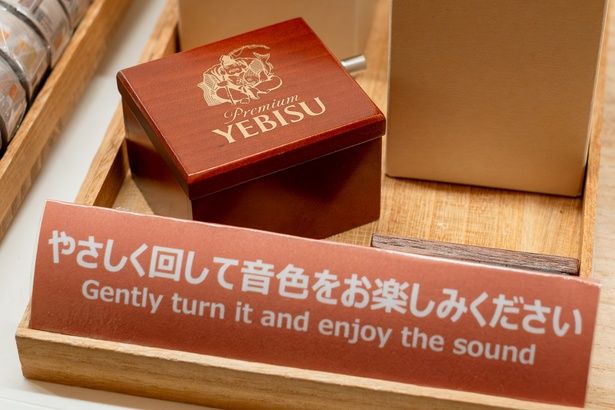 Premium
YEBISU
やさしく回して音色をお楽しみください
Gently turn it and enjoy the sound